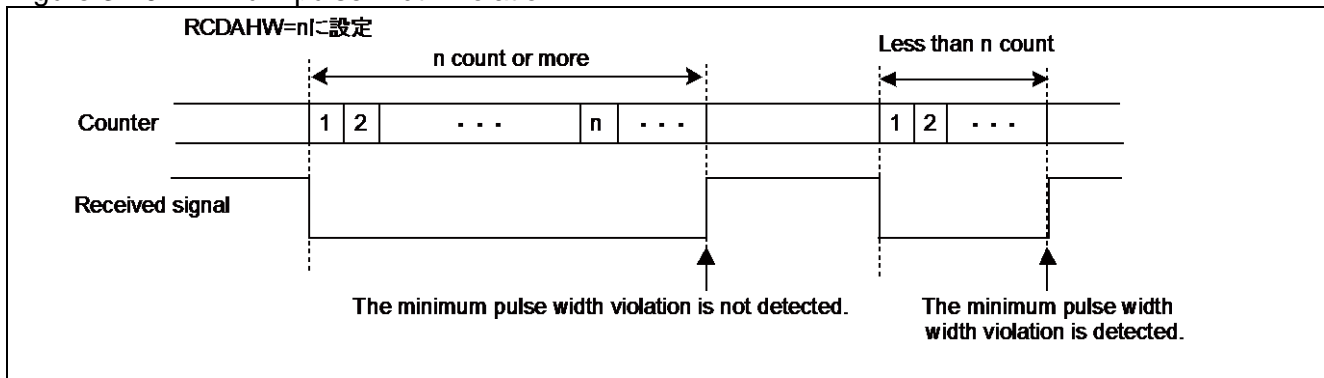 RCDAHW=nに設定
n count or more
Less than n count
Counter
1 2 · · · n · · ·
1 2 · · ·
Received signal
The minimum pulse width violation is not detected.
The minimum pulse width
width violation is detected.